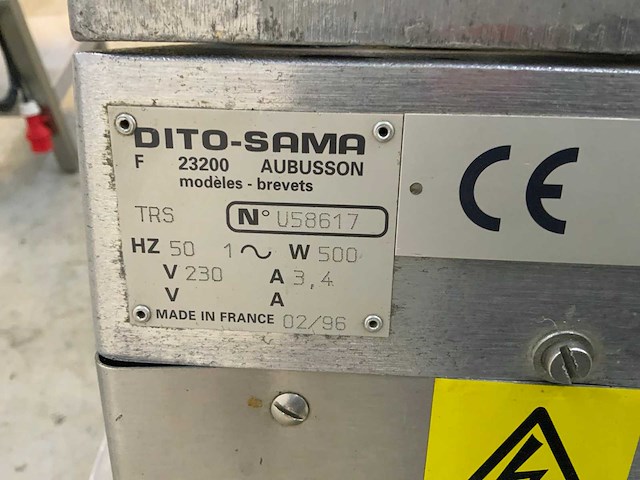 DITO-SAMA
F 23200 AUBUSSON
modèles - brevets
TRS N° U58617
HZ 50 1~ W 500
V 230 A 3,4
V A
MADE IN FRANCE 02/96
CE